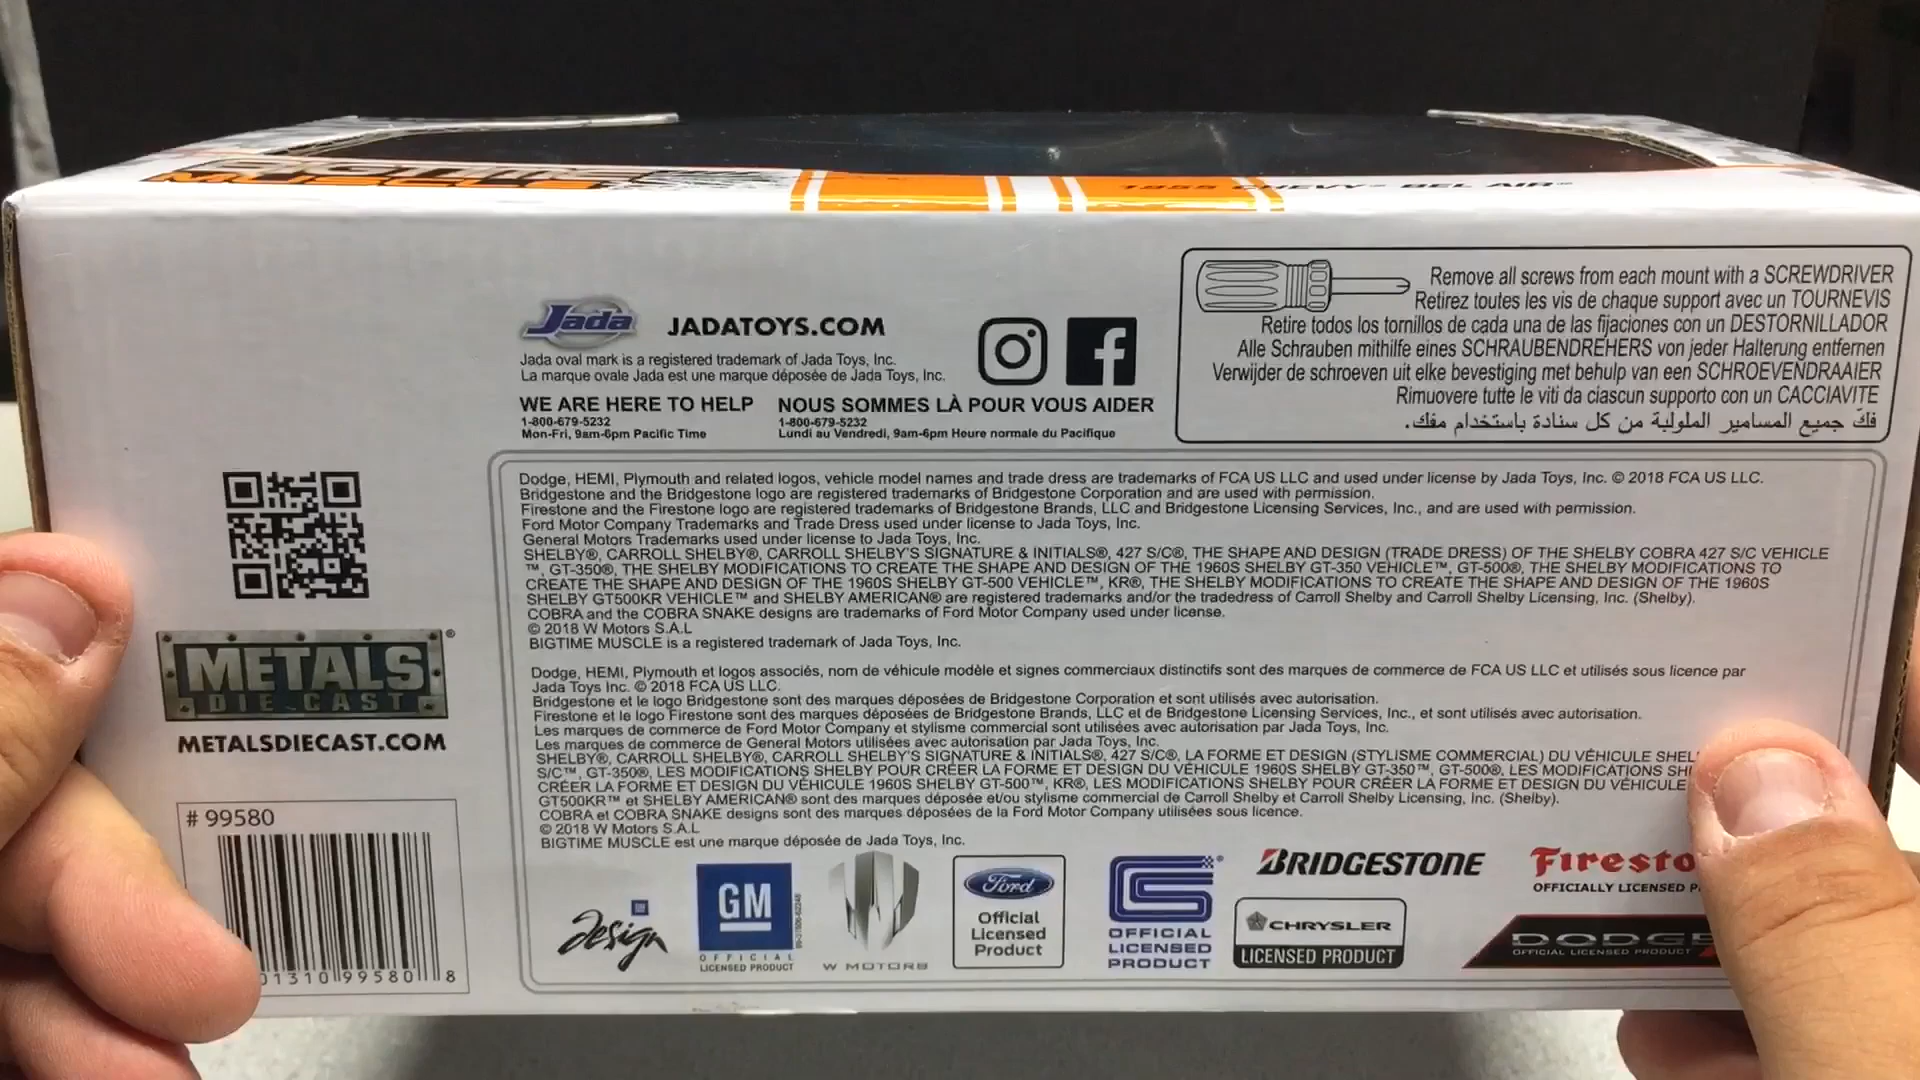 BIGTIME
MUSCLE
1955 CHEVY® BEL AIR®
Jada
JADATOYS.COM
Jada oval mark is a registered trademark of Jada Toys, Inc.
La marque ovale Jada est une marque déposée de Jada Toys, Inc.
WE ARE HERE TO HELP
1-800-679-5232
Mon-Fri, 9am-6pm Pacific Time
NOUS SOMMES LÀ POUR VOUS AIDER
1-800-679-5232
Lundi au Vendredi, 9am-6pm Heure normale du Pacifique
Remove all screws from each mount with a SCREWDRIVER
Retirez toutes les vis de chaque support avec un TOURNEVIS
Retire todos los tornillos de cada una de las fijaciones con un DESTORNILLADOR
Alle Schrauben mithilfe eines SCHRAUBENDREHERS von jeder Halterung entfernen
Verwijder de schroeven uit elke bevestiging met behulp van een SCHROEVENDRAAIER
Rimuovere tutte le viti da ciascun supporto con un CACCIAVITE
فكّ جميع المسامير الملولبة من كل سنادة باستخدام مفك.
Dodge, HEMI, Plymouth and related logos, vehicle model names and trade dress are trademarks of FCA US LLC and used under license by Jada Toys, Inc. © 2018 FCA US LLC.
Bridgestone and the Bridgestone logo are registered trademarks of Bridgestone Corporation and are used with permission.
Firestone and the Firestone logo are registered trademarks of Bridgestone Brands, LLC and Bridgestone Licensing Services, Inc., and are used with permission.
Ford Motor Company Trademarks and Trade Dress used under license to Jada Toys, Inc.
General Motors Trademarks used under license to Jada Toys, Inc.
SHELBY®, CARROLL SHELBY®, CARROLL SHELBY'S SIGNATURE & INITIALS®, 427 S/C®, THE SHAPE AND DESIGN (TRADE DRESS) OF THE SHELBY COBRA 427 S/C VEHICLE
™, GT-350®, THE SHELBY MODIFICATIONS TO CREATE THE SHAPE AND DESIGN OF THE 1960S SHELBY GT-350 VEHICLE™, GT-500®, THE SHELBY MODIFICATIONS TO
CREATE THE SHAPE AND DESIGN OF THE 1960S SHELBY GT-500 VEHICLE™, KR®, THE SHELBY MODIFICATIONS TO CREATE THE SHAPE AND DESIGN OF THE 1960S
SHELBY GT500KR VEHICLE™ and SHELBY AMERICAN® are registered trademarks and/or the tradedress of Carroll Shelby and Carroll Shelby Licensing, Inc. (Shelby).
COBRA and the COBRA SNAKE designs are trademarks of Ford Motor Company used under license.
© 2018 W Motors S.A.L
BIGTIME MUSCLE is a registered trademark of Jada Toys, Inc.
Dodge, HEMI, Plymouth et logos associés, nom de véhicule modèle et signes commerciaux distinctifs sont des marques de commerce de FCA US LLC et utilisés sous licence par
Jada Toys Inc. © 2018 FCA US LLC.
Bridgestone et le logo Bridgestone sont des marques déposées de Bridgestone Corporation et sont utilisés avec autorisation.
Firestone et le logo Firestone sont des marques déposées de Bridgestone Brands, LLC et de Bridgestone Licensing Services, Inc., et sont utilisés avec autorisation.
Les marques de commerce de Ford Motor Company et stylisme commercial sont utilisées avec autorisation par Jada Toys, Inc.
Les marques de commerce de General Motors utilisées avec autorisation par Jada Toys, Inc.
SHELBY®, CARROLL SHELBY®, CARROLL SHELBY'S SIGNATURE & INITIALS®, 427 S/C®, LA FORME ET DESIGN (STYLISME COMMERCIAL) DU VÉHICULE SHEL
S/C™, GT-350®, LES MODIFICATIONS SHELBY POUR CRÉER LA FORME ET DESIGN DU VÉHICULE 1960S SHELBY GT-350™, GT-500®, LES MODIFICATIONS SH
CRÉER LA FORME ET DESIGN DU VÉHICULE 1960S SHELBY GT-500™, KR®, LES MODIFICATIONS SHELBY POUR CRÉER LA FORME ET DESIGN DU VÉHICULE
GT500KR™ et SHELBY AMERICAN® sont des marques déposée et/ou stylisme commercial de Carroll Shelby et Carroll Shelby Licensing, Inc. (Shelby).
COBRA et COBRA SNAKE designs sont des marques déposées de la Ford Motor Company utilisées sous licence.
© 2018 W Motors S.A.L
BIGTIME MUSCLE est une marque déposée de Jada Toys, Inc.
METALS®
DIE-CAST
METALSDIECAST.COM
# 99580
01310 99580 8
GM design
GM
OFFICIAL
LICENSED PRODUCT
W MOTORS
Ford
Official
Licensed
Product
CS®
OFFICIAL
LICENSED
PRODUCT
BRIDGESTONE
CHRYSLER
LICENSED PRODUCT
Firesto
OFFICIALLY LICENSED P
DODGE
OFFICIAL LICENSED PRODUCT